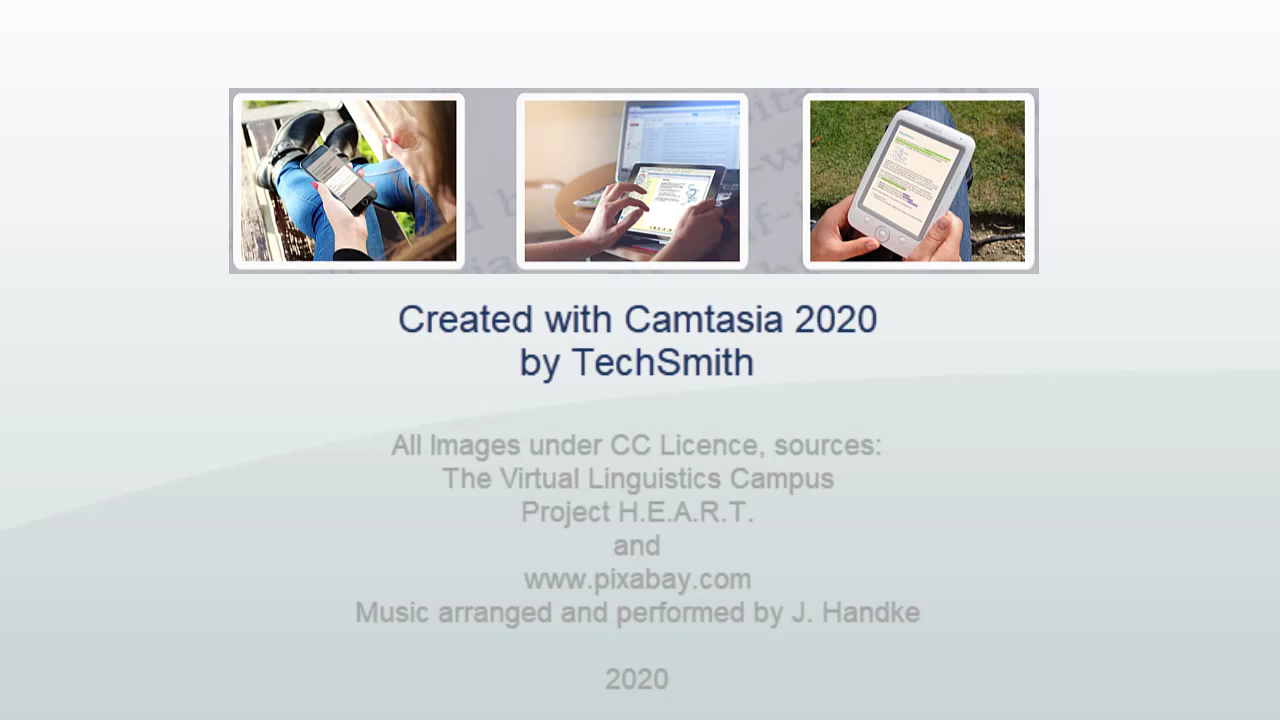 Created with Camtasia 2020
by TechSmith
All Images under CC Licence, sources:
The Virtual Linguistics Campus
Project H.E.A.R.T.
and
www.pixabay.com
Music arranged and performed by J. Handke
2020